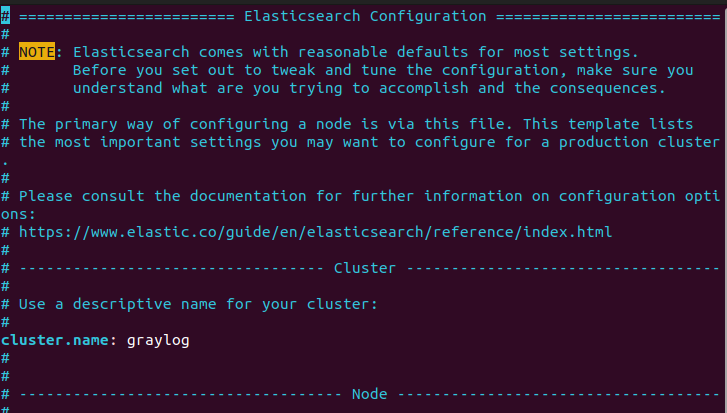 # ======================== Elasticsearch Configuration =========================
#
# NOTE: Elasticsearch comes with reasonable defaults for most settings.
#       Before you set out to tweak and tune the configuration, make sure you
#       understand what are you trying to accomplish and the consequences.
#
# The primary way of configuring a node is via this file. This template lists
# the most important settings you may want to configure for a production cluster
.
#
# Please consult the documentation for further information on configuration opti
ons:
# https://www.elastic.co/guide/en/elasticsearch/reference/index.html
#
# ---------------------------------- Cluster -----------------------------------
#
# Use a descriptive name for your cluster:
#
cluster.name: graylog
#
#
# ------------------------------------ Node ------------------------------------
#